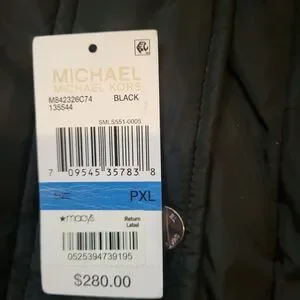 MICHAEL
MICHAEL KORS
M842326C74 BLACK
135544
SMLS551-0005
7 09545 35783 8
PXL
★macys
Return
Label
0525394739195
$280.00